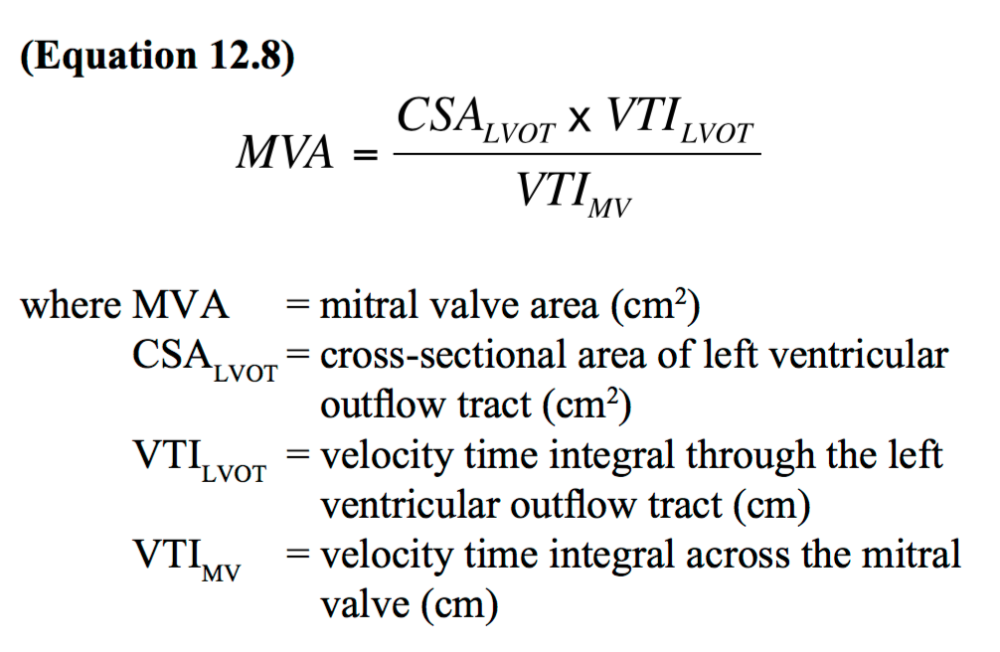 (Equation 12.8)
MVA = CSA_LVOT x VTI_LVOT / VTI_MV
where MVA = mitral valve area (cm²)
CSA_LVOT = cross-sectional area of left ventricular
outflow tract (cm²)
VTI_LVOT = velocity time integral through the left
ventricular outflow tract (cm)
VTI_MV = velocity time integral across the mitral
valve (cm)